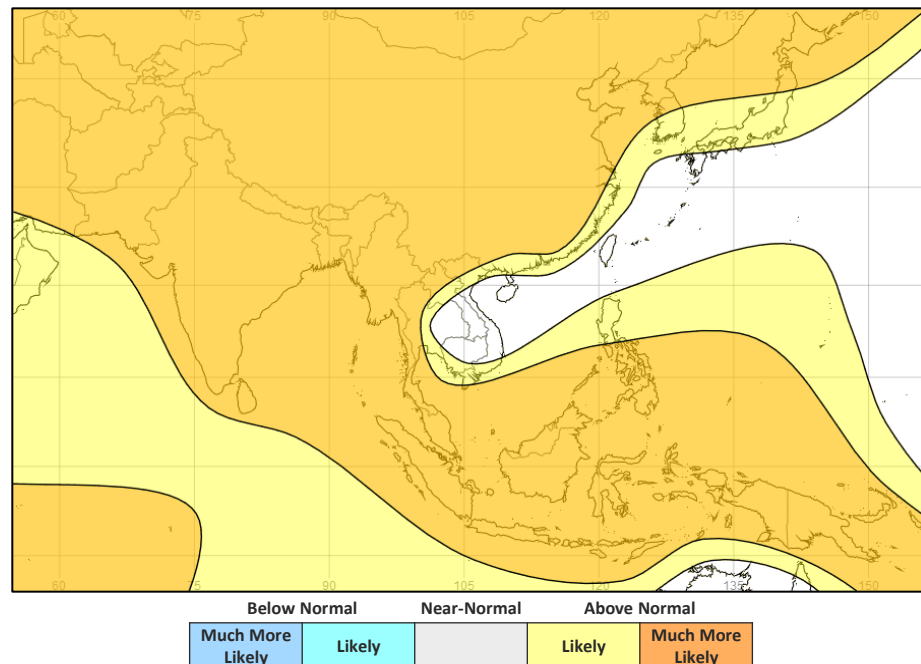 60 75 90 105 120 135 150
60 75 90 105 120 135 150
Below Normal Near-Normal Above Normal
Much More Likely Likely Much More
Likely Likely